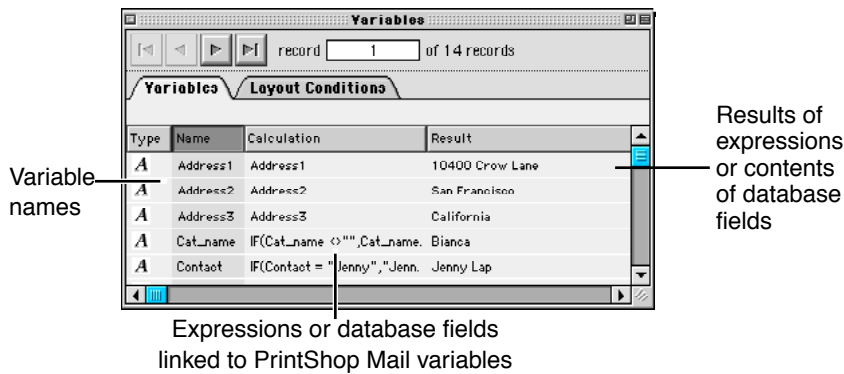 Variables
record 1 of 14 records
Variables Layout Conditions
Type Name Calculation Result
A Address1 Address1 10400 Crow Lane
A Address2 Address2 San Francisco
A Address3 Address3 California
A Cat_name IF(Cat_name <>"",Cat_name. Bianca
A Contact IF(Contact = "Jenny","Jenn. Jenny Lap
Variable
names
Results of
expressions
or contents
of database
fields
Expressions or database fields
linked to PrintShop Mail variables